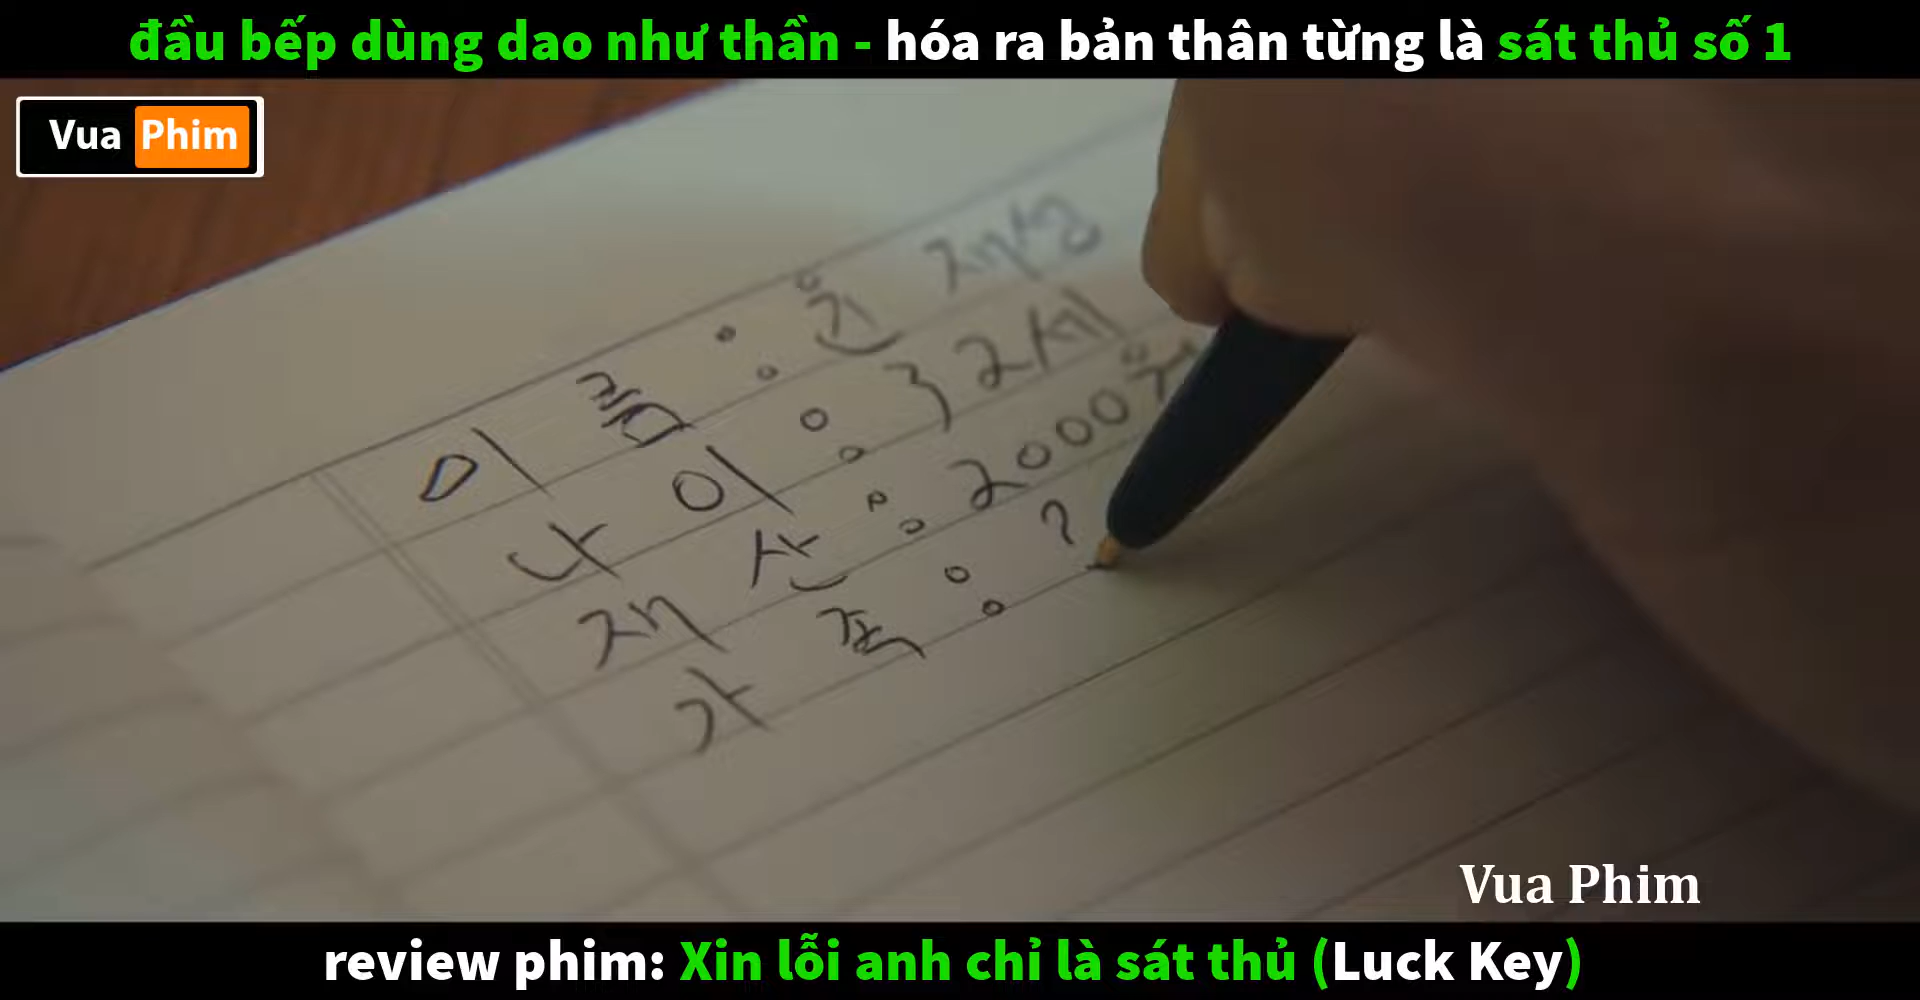 đầu bếp dùng dao như thần - hóa ra bản thân từng là sát thủ số 1
Vua Phim
이름 : 윤재성
나이 : 32세
재산 : 2000원
가족 : ?
Vua Phim
review phim: Xin lỗi anh chỉ là sát thủ (Luck Key)